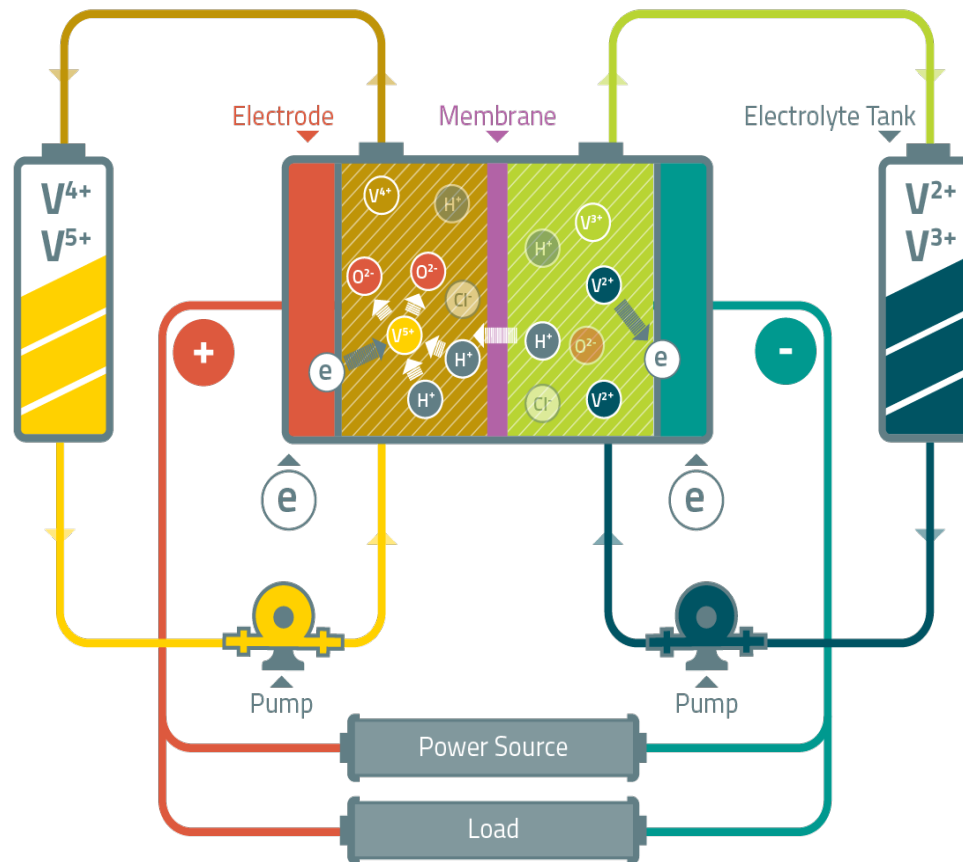 Electrode
Membrane
Electrolyte Tank
V⁴⁺
V⁵⁺
V²⁺
V³⁺
V⁴⁺
H⁺
V³⁺
H⁺
O²⁻
O²⁻
V²⁺
Cl⁻
V⁵⁺
H⁺
H⁺
O²⁻
+
-
e
e
H⁺
Cl⁻
V²⁺
e
e
Pump
Pump
Power Source
Load